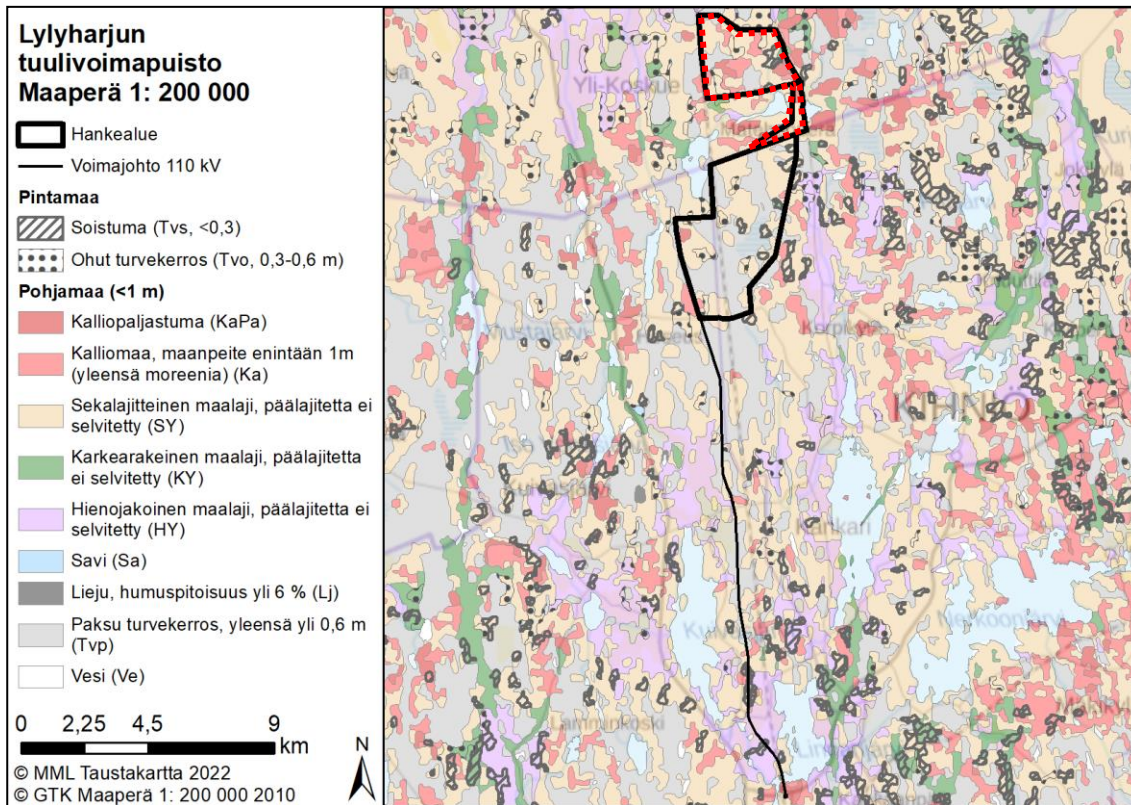 Lylyharjun
tuulivoimapuisto
Maaperä 1: 200 000
Hankealue
Voimajohto 110 kV
Pintamaa
Soistuma (Tvs, <0,3)
Ohut turvekerros (Tvo, 0,3-0,6 m)
Pohjamaa (<1 m)
Kalliopaljastuma (KaPa)
Kalliomaa, maanpeite enintään 1m
(yleensä moreenia) (Ka)
Sekalajitteinen maalaji, päälajitetta ei
selvitetty (SY)
Karkearakeinen maalaji, päälajitetta
ei selvitetty (KY)
Hienojakoinen maalaji, päälajitetta ei
selvitetty (HY)
Savi (Sa)
Lieju, humuspitoisuus yli 6 % (Lj)
Paksu turvekerros, yleensä yli 0,6 m
(Tvp)
Vesi (Ve)
0 2,25 4,5 9
km
N
© MML Taustakartta 2022
© GTK Maaperä 1: 200 000 2010
Yli-Koskue
KIHNIÖ
Kankari
Nerkoonjärvi
Lamminkoski